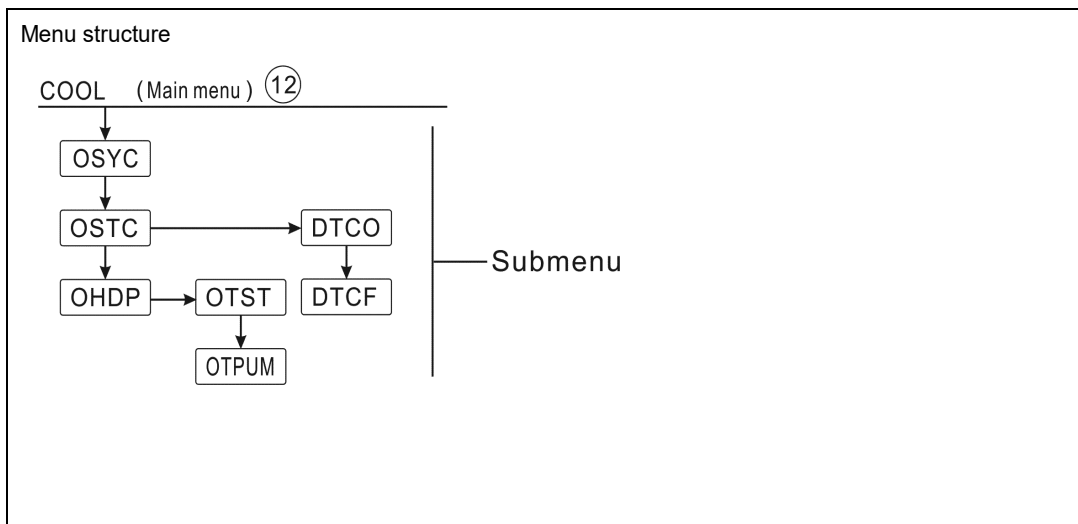 Menu structure
COOL (Main menu) 12
OSYC
OSTC DTCO
OHDP OTST DTCF
Submenu
OTPUM